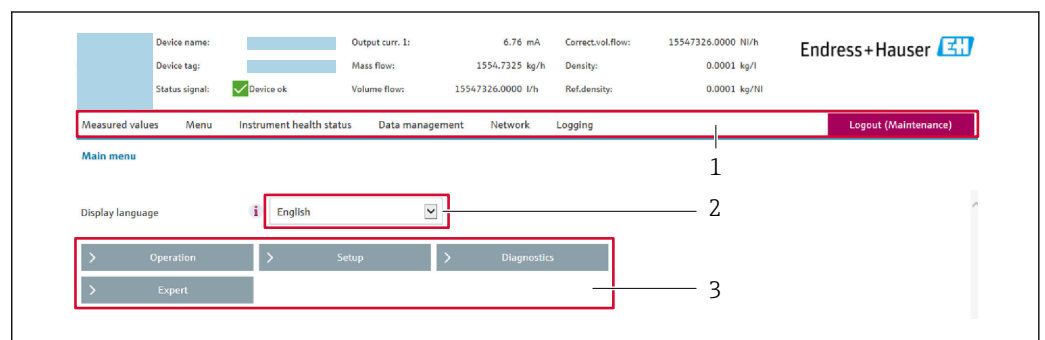 Device name: Output curr. 1: 6.76 mA Correct.vol.flow: 15547326.0000 Nl/h
Endress+Hauser EH
Device tag: Mass flow: 1554.7325 kg/h Density: 0.0001 kg/l
Status signal: Device ok Volume flow: 15547326.0000 l/h Ref.density: 0.0001 kg/Nl
Measured values Menu Instrument health status Data management Network Logging Logout (Maintenance)
1
Main menu
Display language i English 2
> Operation > Setup > Diagnostics
> Expert 3